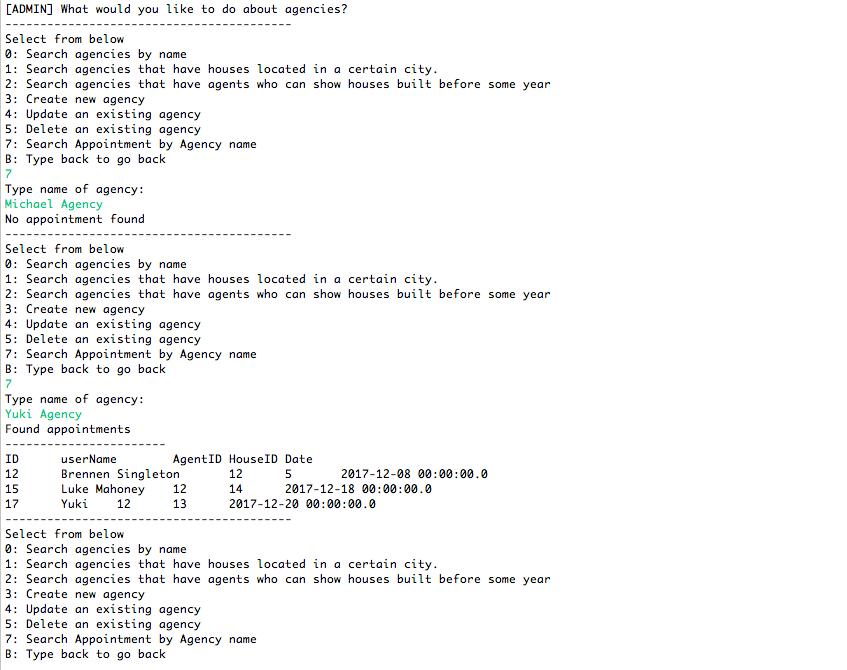 [ADMIN] What would you like to do about agencies?
-----------------------------------------
Select from below
0: Search agencies by name
1: Search agencies that have houses located in a certain city.
2: Search agencies that have agents who can show houses built before some year
3: Create new agency
4: Update an existing agency
5: Delete an existing agency
7: Search Appointment by Agency name
B: Type back to go back
7
Type name of agency:
Michael Agency
No appointment found
-----------------------------------------
Select from below
0: Search agencies by name
1: Search agencies that have houses located in a certain city.
2: Search agencies that have agents who can show houses built before some year
3: Create new agency
4: Update an existing agency
5: Delete an existing agency
7: Search Appointment by Agency name
B: Type back to go back
7
Type name of agency:
Yuki Agency
Found appointments
-----------------------
ID      userName        AgentID HouseID Date
12      Brennen Singleton       12      5       2017-12-08 00:00:00.0
15      Luke Mahoney    12      14      2017-12-18 00:00:00.0
17      Yuki    12      13      2017-12-20 00:00:00.0
-----------------------------------------
Select from below
0: Search agencies by name
1: Search agencies that have houses located in a certain city.
2: Search agencies that have agents who can show houses built before some year
3: Create new agency
4: Update an existing agency
5: Delete an existing agency
7: Search Appointment by Agency name
B: Type back to go back